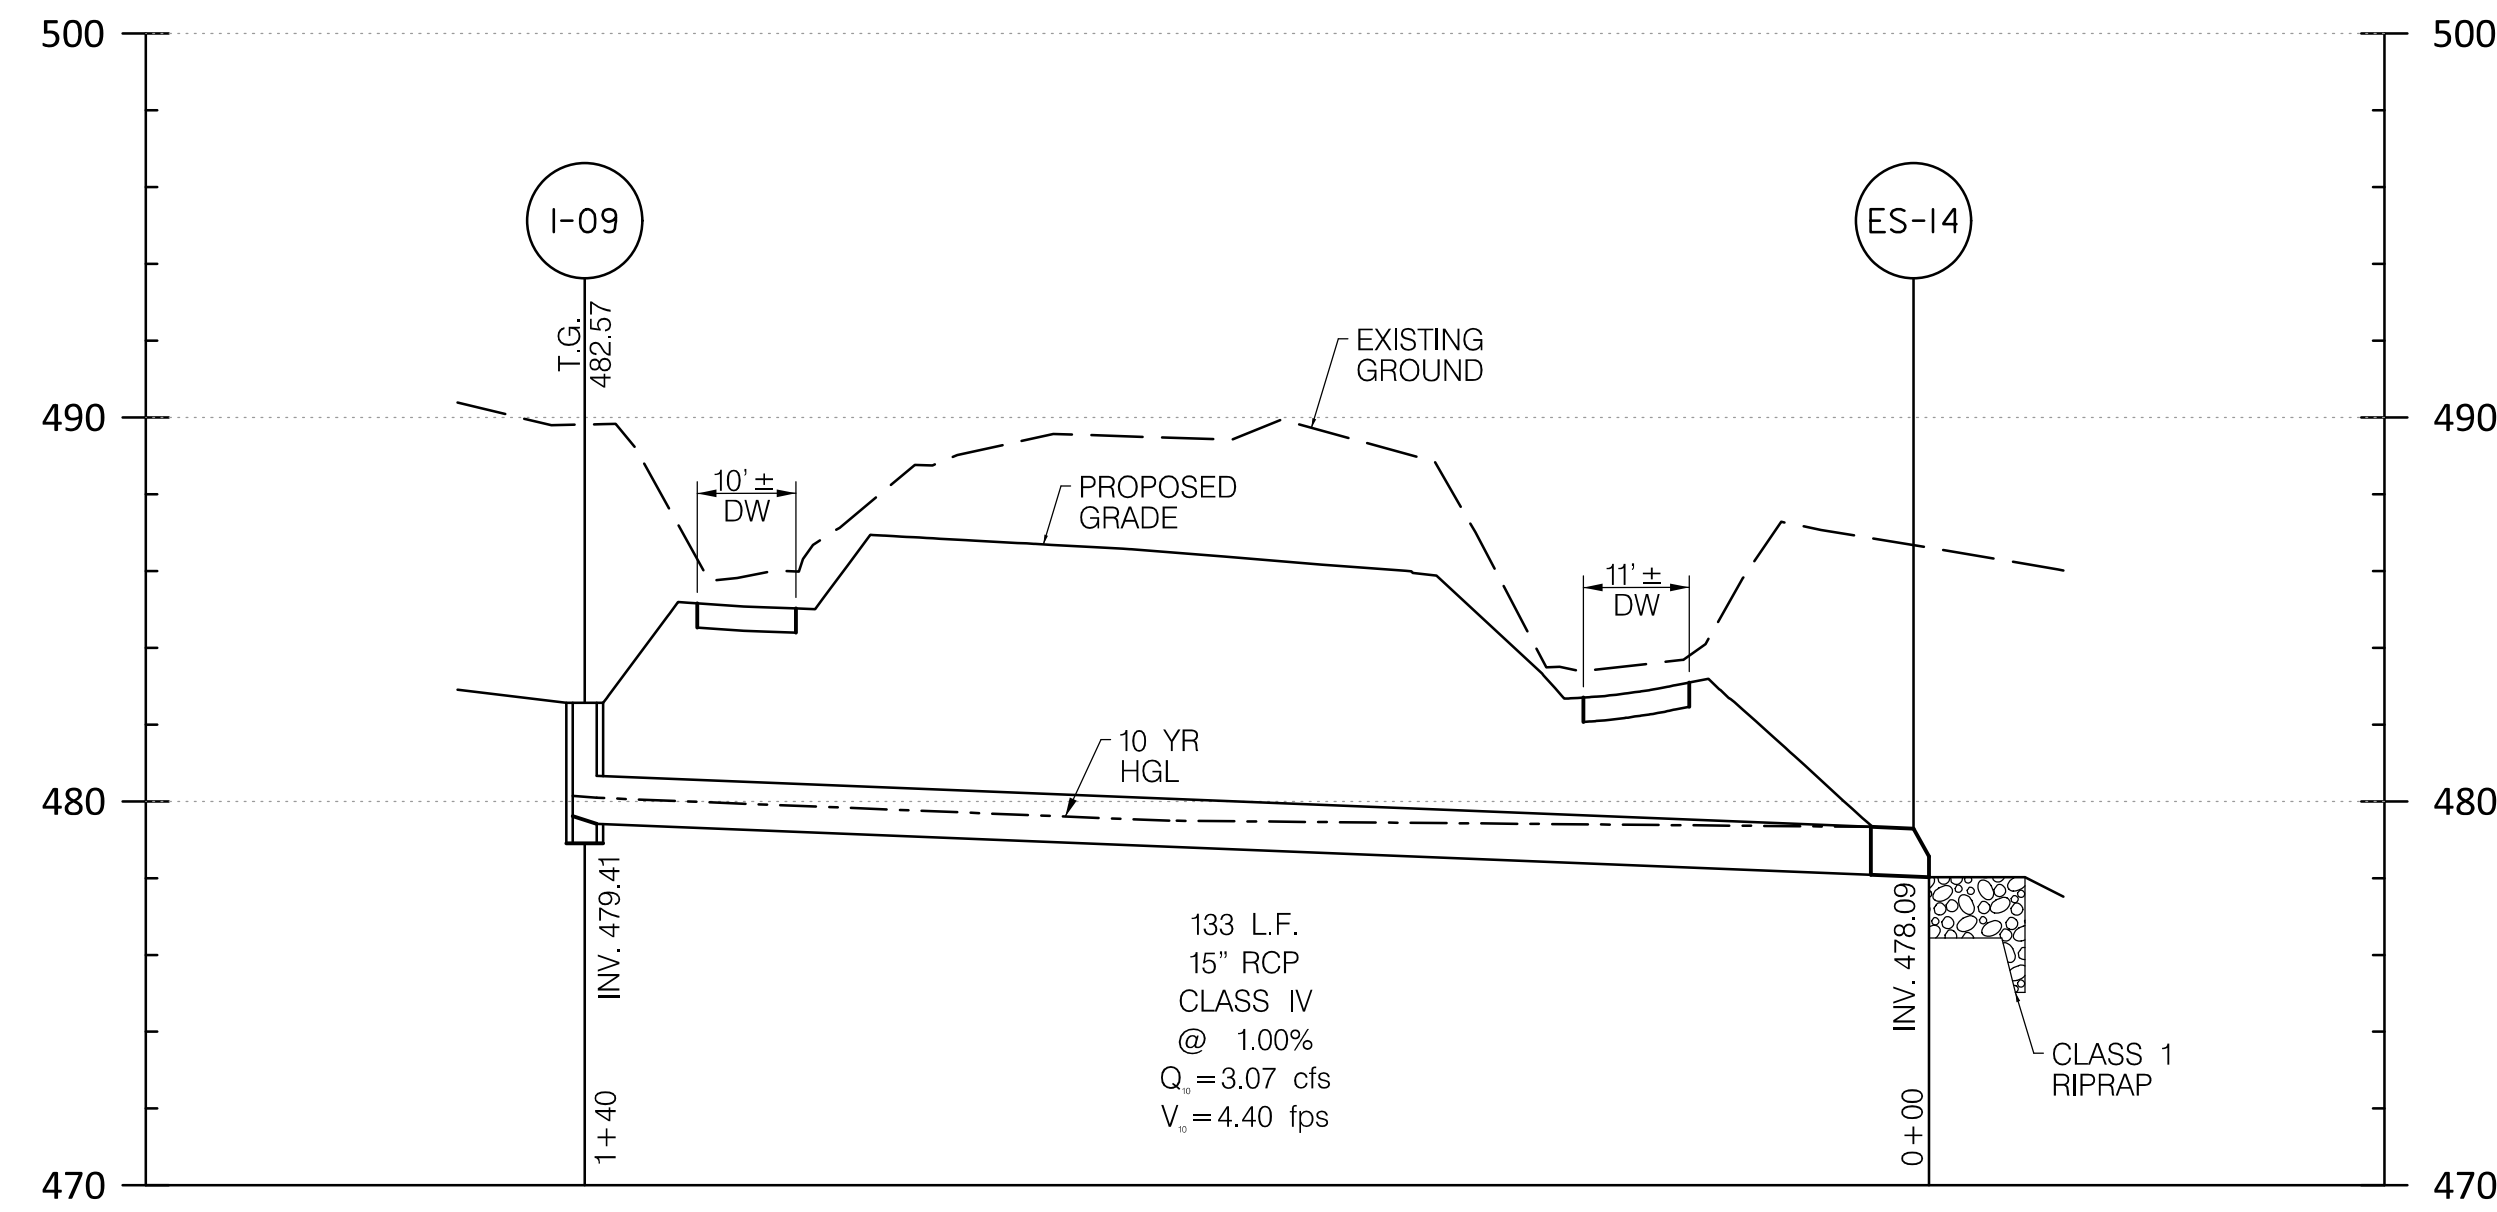 500
500
I-09
ES-14
T.G.
482.57
EXISTING
GROUND
490
490
10' ±
DW
PROPOSED
GRADE
11' ±
DW
10 YR
HGL
480
480
INV. 479.41
INV. 478.09
133 L.F.
15" RCP
CLASS IV
@ 1.00%
Q10 =3.07 cfs
V10 =4.40 fps
CLASS 1
RIPRAP
1+40
0+00
470
470